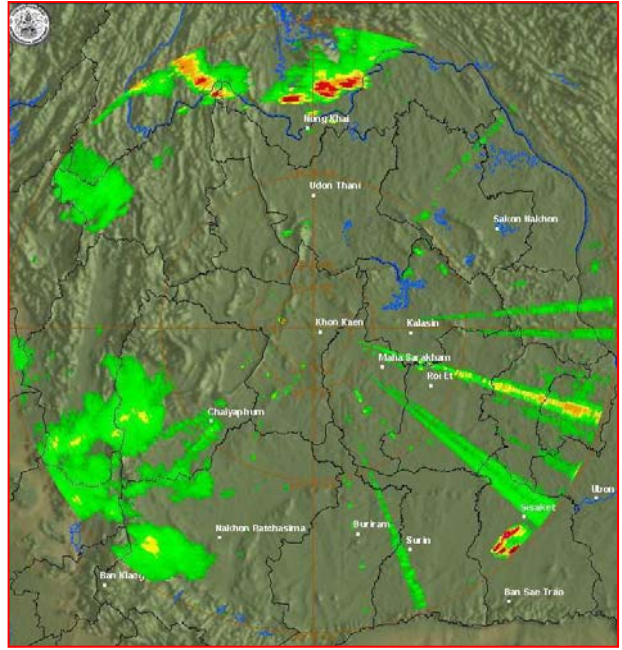 Nong Khai
Udon Thani
Sakon Nakhon
Khon Kaen
Kalasin
Maha Sarakham
Roi Et
Chaiyaphum
Ubon
Sisaket
Nakhon Ratchasima
Buriram
Surin
Ban Klang
Ban Sae Trao